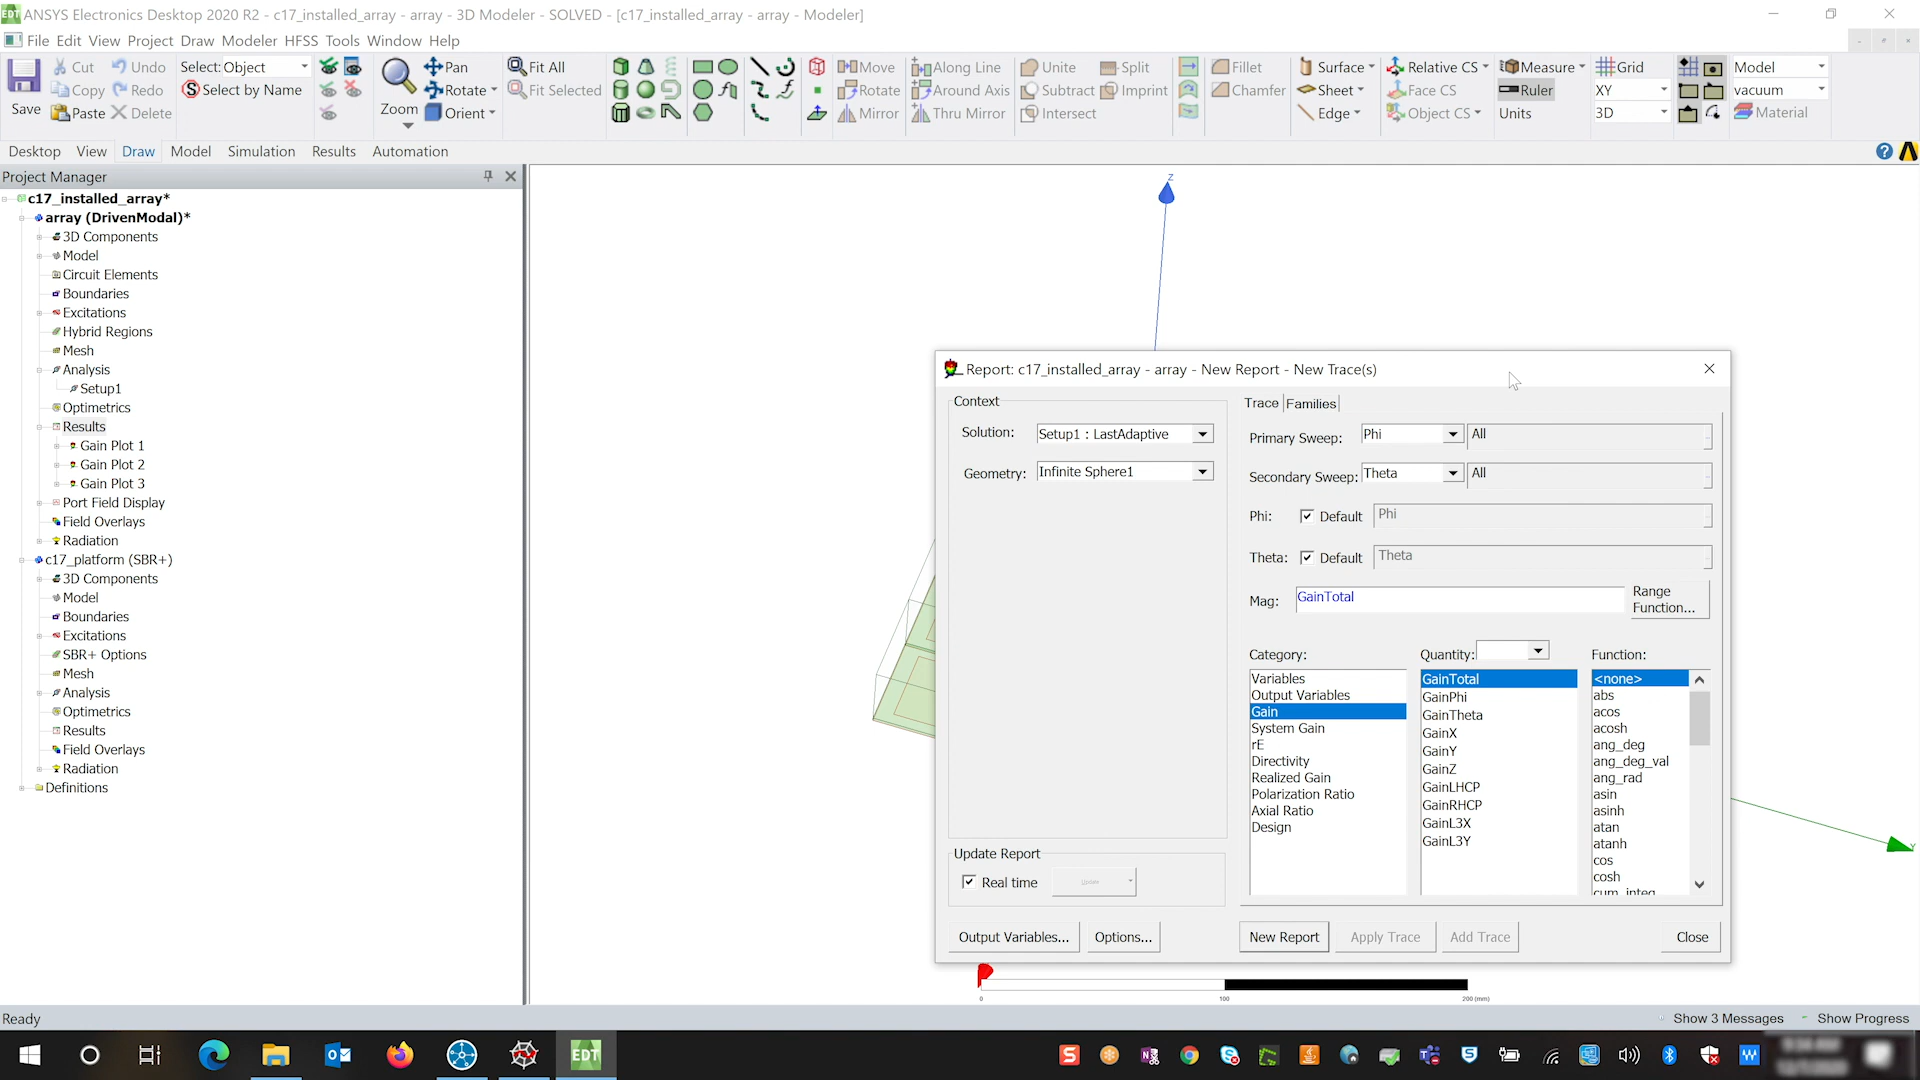 ANSYS Electronics Desktop 2020 R2 - c17_installed_array - array - 3D Modeler - SOLVED - [c17_installed_array - array - Modeler]
File Edit View Project Draw Modeler HFSS Tools Window Help
Save
Cut
Copy
Paste
Undo
Redo
Delete
Select: Object
Select by Name
Zoom
Pan
Rotate
Orient
Fit All
Fit Selected
Move
Rotate
Mirror
Along Line
Around Axis
Thru Mirror
Unite
Subtract
Intersect
Split
Imprint
Fillet
Chamfer
Surface
Sheet
Edge
Relative CS
Face CS
Object CS
Measure
Ruler
Units
Grid
XY
3D
Model
vacuum
Material
Desktop View Draw Model Simulation Results Automation
Project Manager
c17_installed_array*
array (DrivenModal)*
3D Components
Model
Circuit Elements
Boundaries
Excitations
Hybrid Regions
Mesh
Analysis
Setup1
Optimetrics
Results
Gain Plot 1
Gain Plot 2
Gain Plot 3
Port Field Display
Field Overlays
Radiation
c17_platform (SBR+)
3D Components
Model
Boundaries
Excitations
SBR+ Options
Mesh
Analysis
Optimetrics
Results
Field Overlays
Radiation
Definitions
Z
Report: c17_installed_array - array - New Report - New Trace(s)
Context
Solution: Setup1 : LastAdaptive
Geometry: Infinite Sphere1
Update Report
Real time
Update
Output Variables...
Options...
Trace
Families
Primary Sweep: Phi All
Secondary Sweep: Theta All
Phi: Default Phi
Theta: Default Theta
Mag: GainTotal
Range Function...
Category:
Variables
Output Variables
Gain
System Gain
rE
Directivity
Realized Gain
Polarization Ratio
Axial Ratio
Design
Quantity:
GainTotal
GainPhi
GainTheta
GainX
GainY
GainZ
GainLHCP
GainRHCP
GainL3X
GainL3Y
Function:
<none>
abs
acos
acosh
ang_deg
ang_deg_val
ang_rad
asin
asinh
atan
atanh
cos
cosh
cum_integ
New Report
Apply Trace
Add Trace
Close
0 100 200 (mm)
Ready
Show 3 Messages
Show Progress
EDT